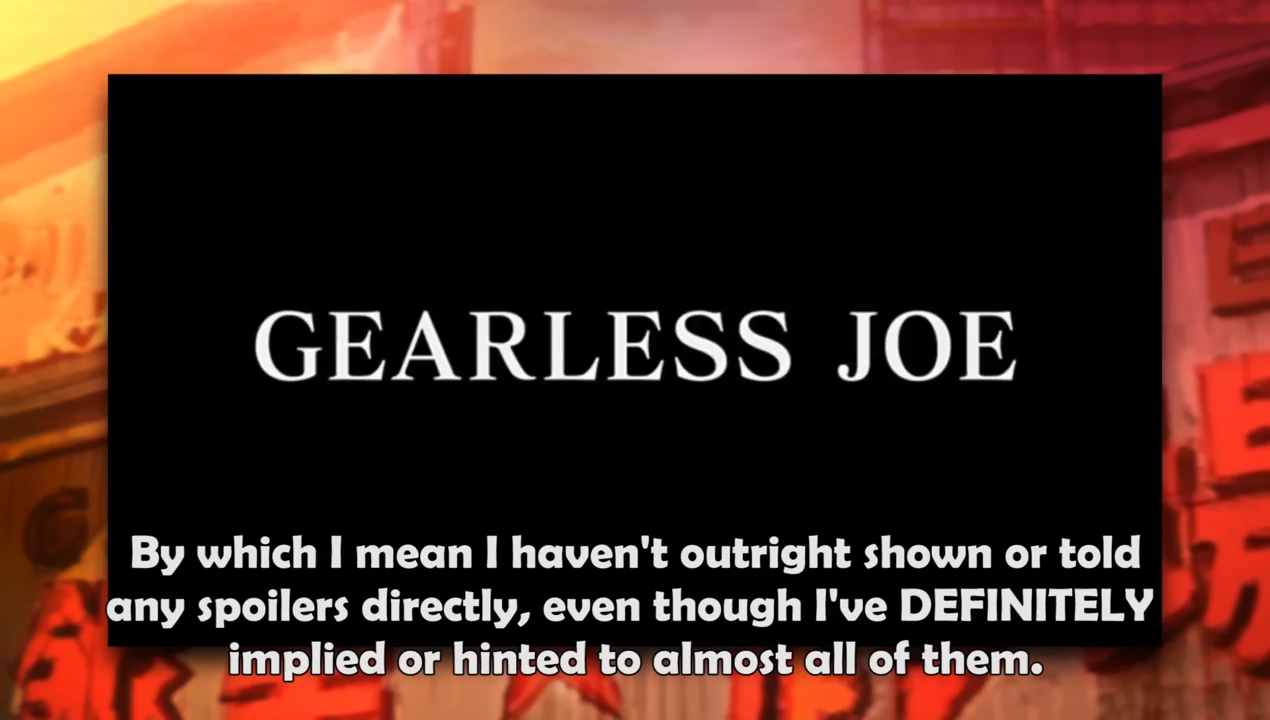 GEARLESS JOE
By which I mean I haven't outright shown or told
any spoilers directly, even though I've DEFINITELY
implied or hinted to almost all of them.